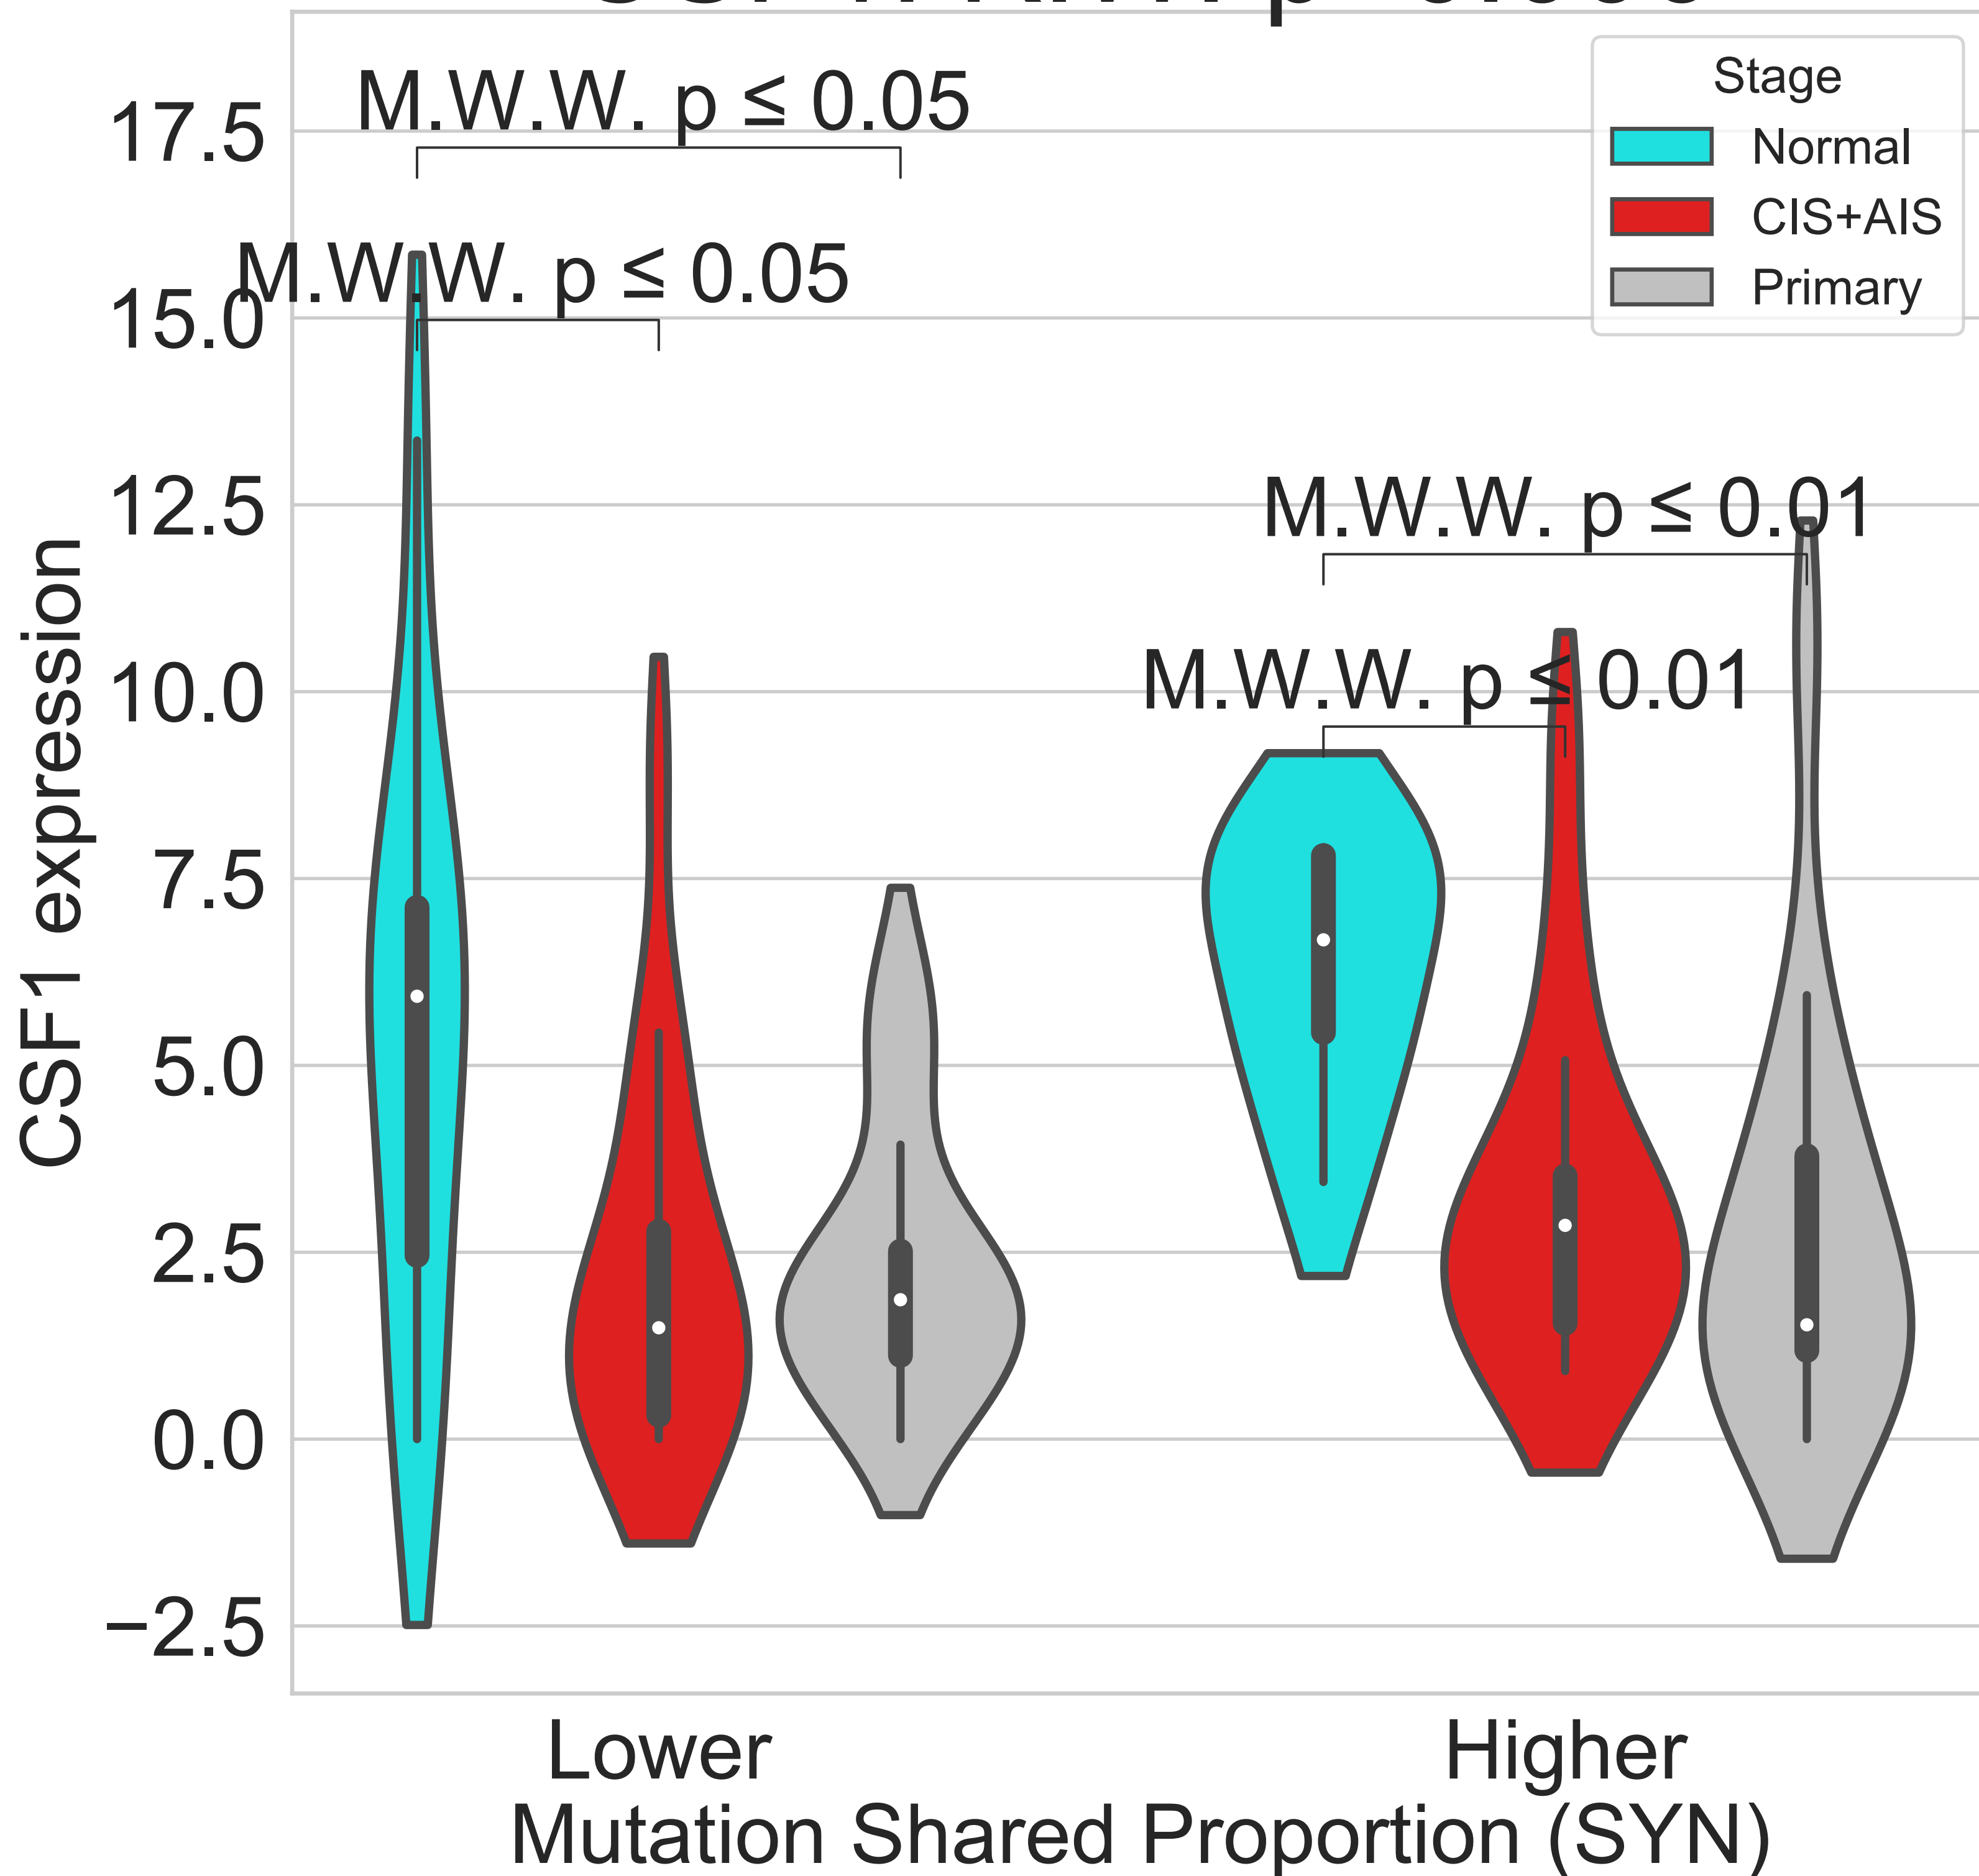 M.W.W. p ≤ 0.05
M.W.W. p ≤ 0.05
M.W.W. p ≤ 0.01
M.W.W. p ≤ 0.01
Stage
Normal
CIS+AIS
Primary
CSF1 expression
17.5
15.0
12.5
10.0
7.5
5.0
2.5
0.0
−2.5
Lower
Higher
Mutation Shared Proportion (SYN)